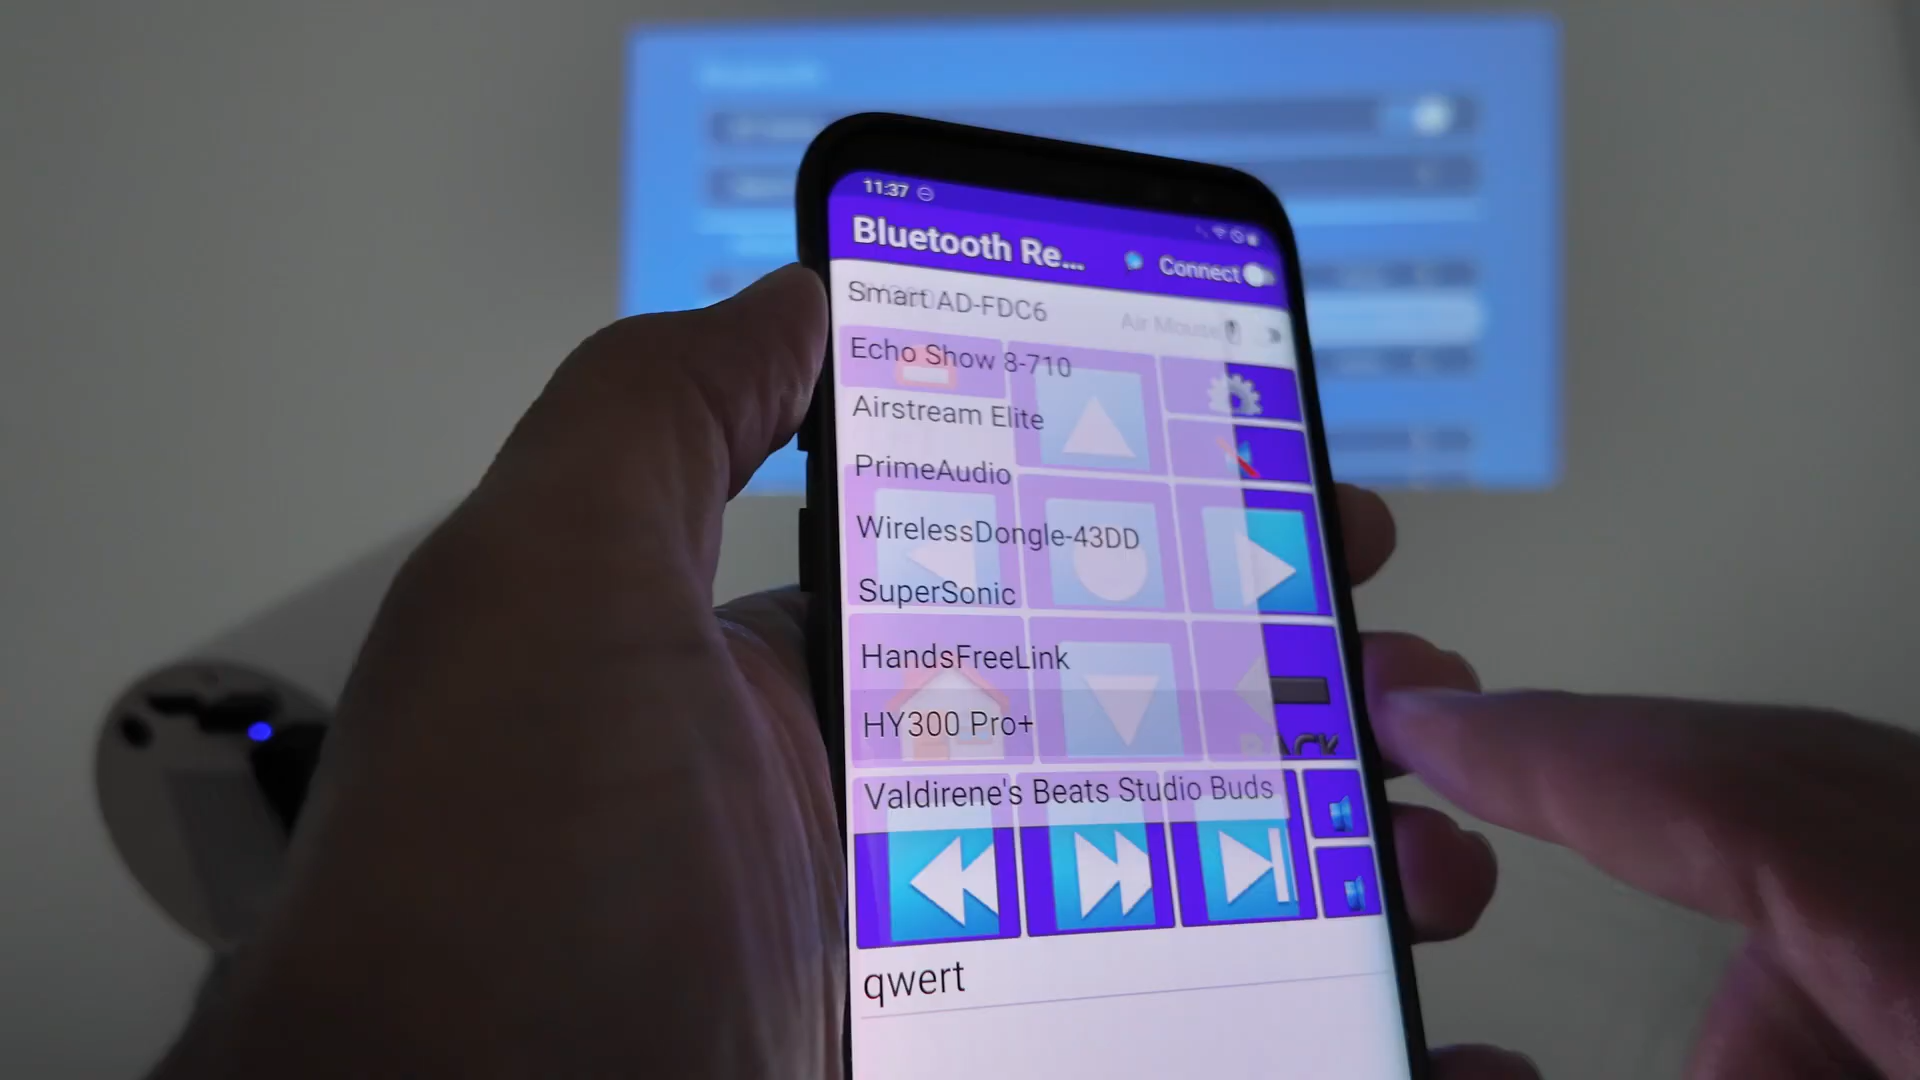 11:37
Bluetooth Re...
Connect
Smart AD-FDC6
Air Mouse
Echo Show 8-710
Airstream Elite
PrimeAudio
WirelessDongle-43DD
SuperSonic
HandsFreeLink
HY300 Pro+
BACK
Valdirene's Beats Studio Buds
qwert